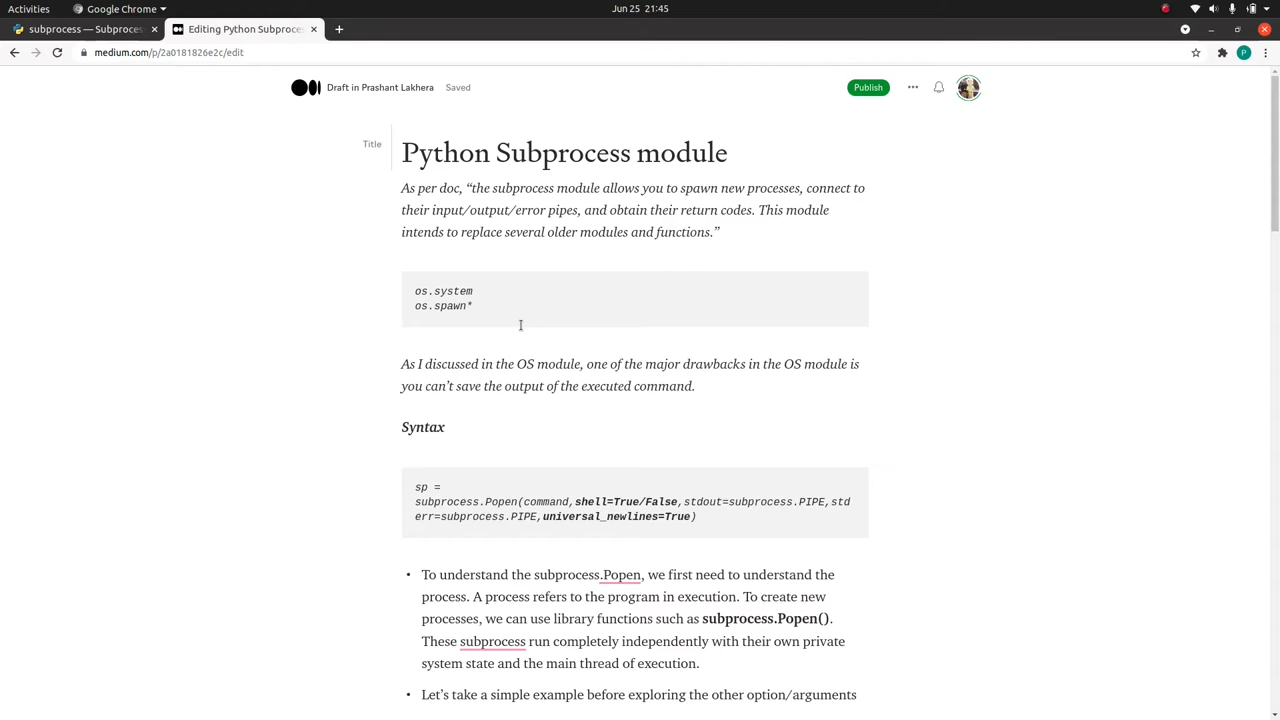 Activities
Google Chrome
Jun 25 21:45
subprocess — Subproces
Editing Python Subproces
medium.com/p/2a0181826e2c/edit
P
Draft in Prashant Lakhera
Saved
Publish
Title
Python Subprocess module
As per doc, “the subprocess module allows you to spawn new processes, connect to
their input/output/error pipes, and obtain their return codes. This module
intends to replace several older modules and functions.”
os.system
os.spawn*
As I discussed in the OS module, one of the major drawbacks in the OS module is
you can’t save the output of the executed command.
Syntax
sp =
subprocess.Popen(command,shell=True/False,stdout=subprocess.PIPE,std
err=subprocess.PIPE,universal_newlines=True)
• To understand the subprocess.Popen, we first need to understand the
process. A process refers to the program in execution. To create new
processes, we can use library functions such as subprocess.Popen().
These subprocess run completely independently with their own private
system state and the main thread of execution.
• Let’s take a simple example before exploring the other option/arguments